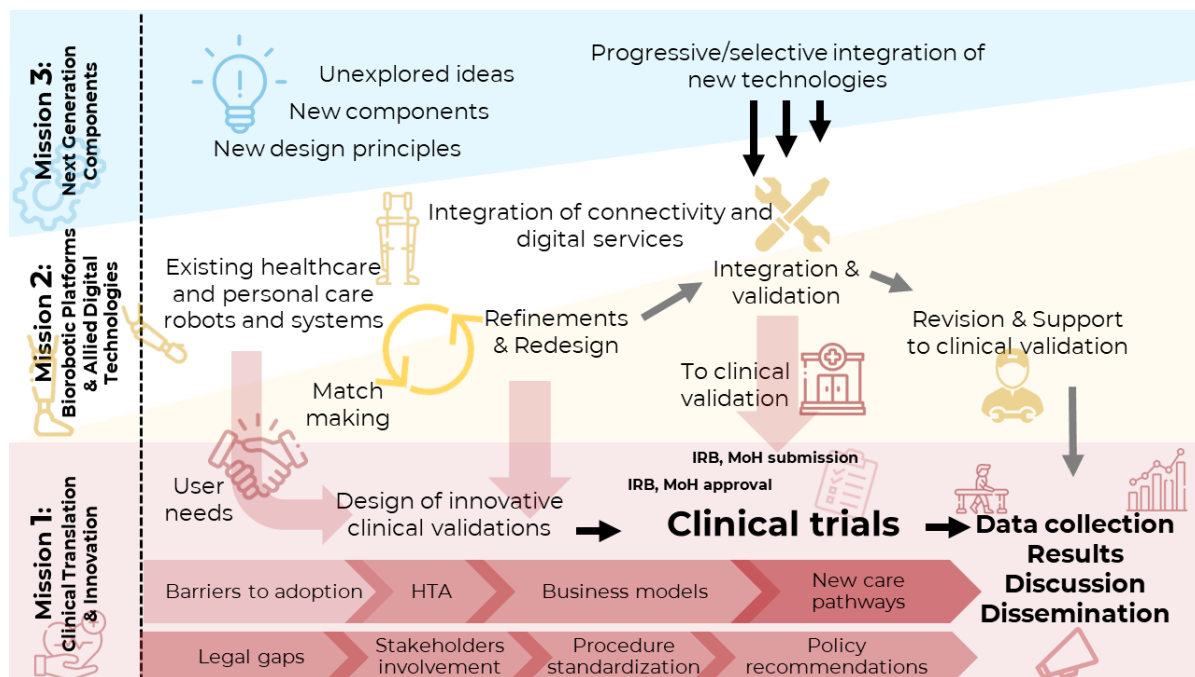 Mission 3:
Next Generation
Components
Unexplored ideas
New components
New design principles
Progressive/selective integration of
new technologies
Mission 2:
Biorobotic Platforms
& Allied Digital
Technologies
Existing healthcare
and personal care
robots and systems
Match
making
Integration of connectivity and
digital services
Refinements
& Redesign
Integration &
validation
Revision & Support
to clinical validation
To clinical
validation
Mission 1:
Clinical Translation
& Innovation
User
needs
Design of innovative
clinical validations
IRB, MoH submission
IRB, MoH approval
Clinical trials
Data collection
Results
Discussion
Dissemination
Barriers to adoption
HTA
Business models
New care
pathways
Legal gaps
Stakeholders
involvement
Procedure
standardization
Policy
recommendations